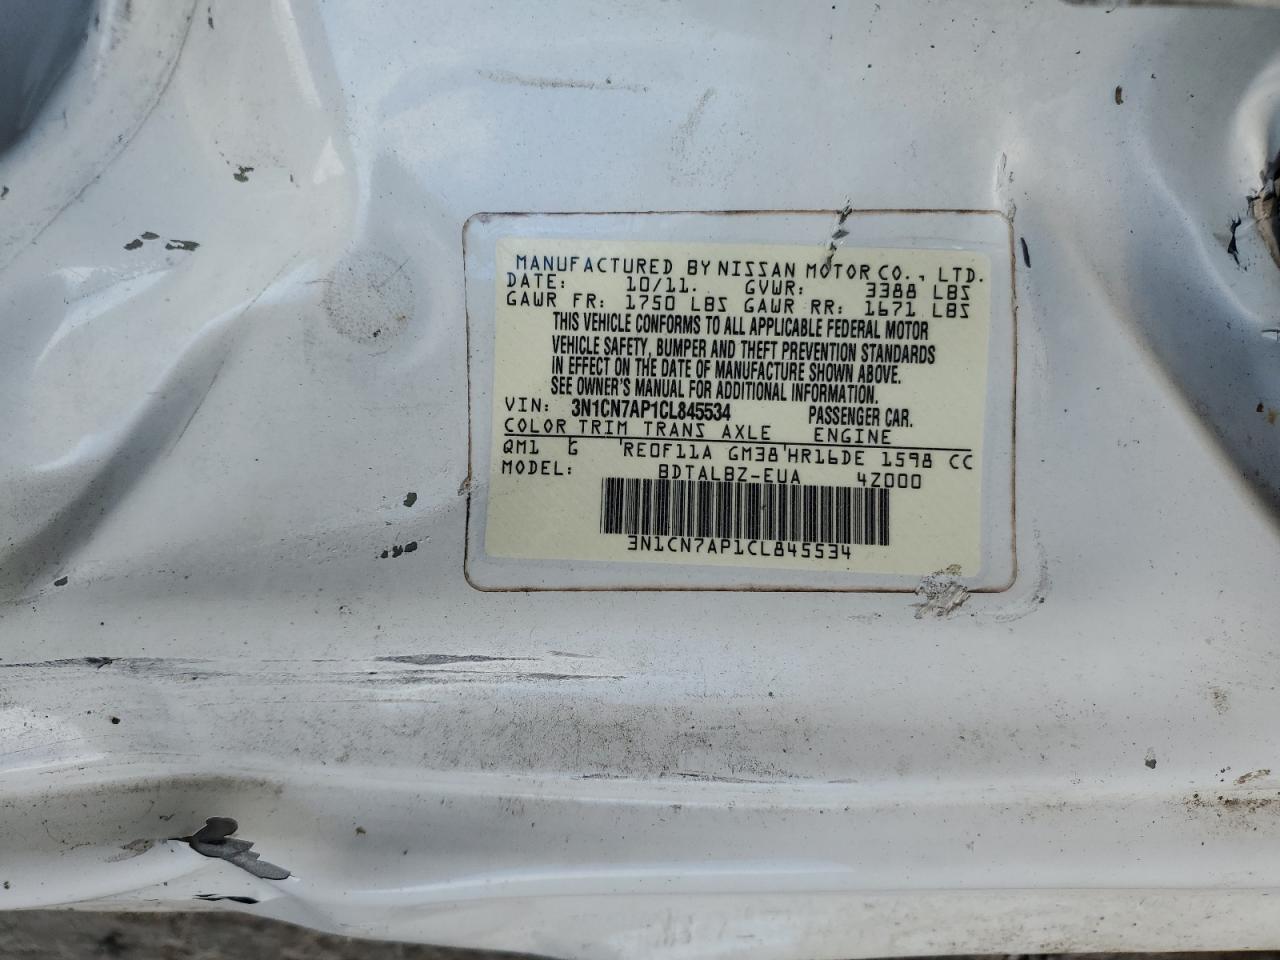 MANUFACTURED BY NISSAN MOTOR CO., LTD.
DATE: 10/11. GVWR: 3388 LBS
GAWR FR: 1750 LBS GAWR RR: 1671 LBS
THIS VEHICLE CONFORMS TO ALL APPLICABLE FEDERAL MOTOR
VEHICLE SAFETY, BUMPER AND THEFT PREVENTION STANDARDS
IN EFFECT ON THE DATE OF MANUFACTURE SHOWN ABOVE.
SEE OWNER'S MANUAL FOR ADDITIONAL INFORMATION.
VIN: 3N1CN7AP1CL845534 PASSENGER CAR.
COLOR TRIM TRANS AXLE ENGINE
QM1 G 'RE0F11A GM38'HR16DE 1598 CC
MODEL: BDTALBZ-EUA 4Z000
3N1CN7AP1CL845534